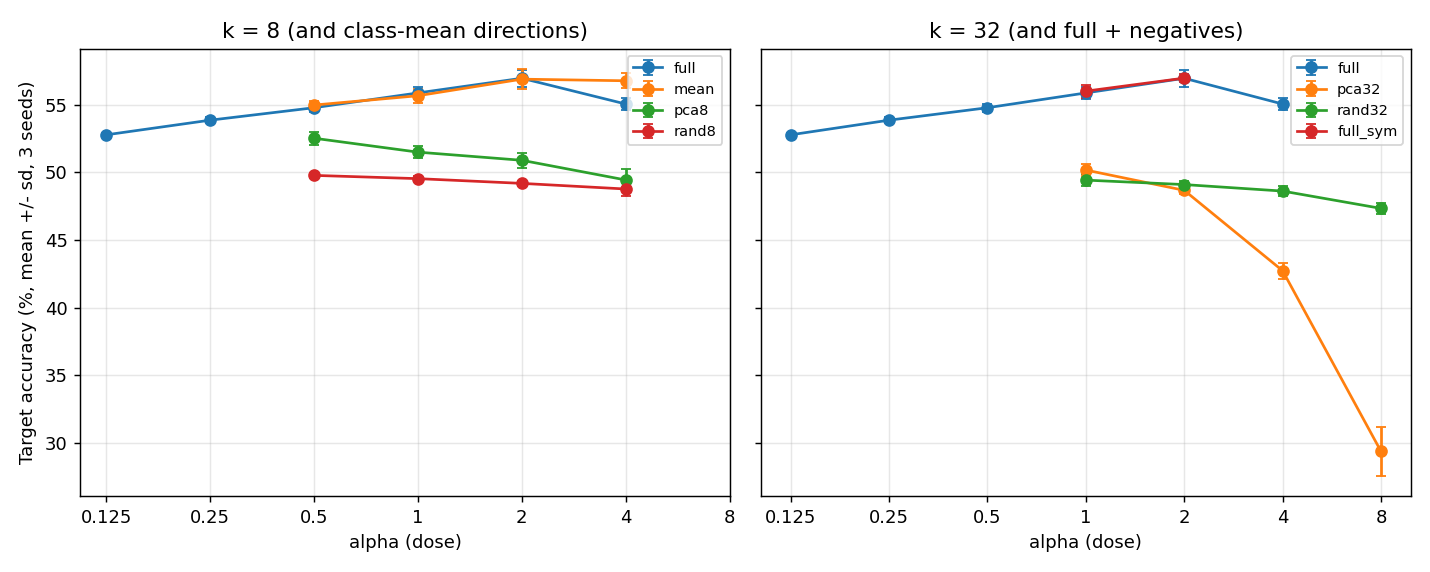 k = 8 (and class-mean directions)
Target accuracy (%, mean +/- sd, 3 seeds)
55
50
45
40
35
30
full
mean
pca8
rand8
0.125 0.25 0.5 1 2 4 8
alpha (dose)
k = 32 (and full + negatives)
full
pca32
rand32
full_sym
0.125 0.25 0.5 1 2 4 8
alpha (dose)